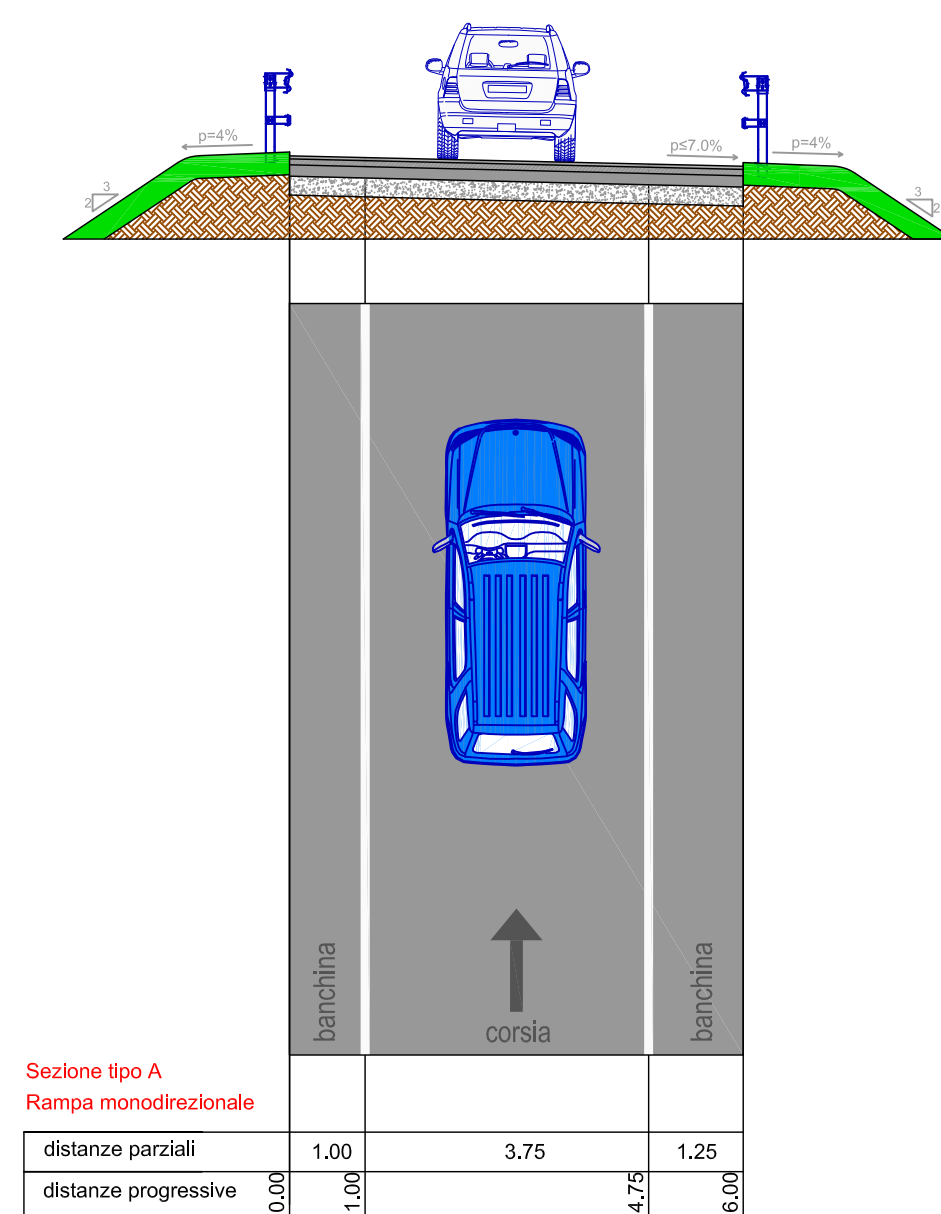 p=4%
p≤7.0%
p=4%
3
2
3
2
banchina
corsia
banchina
Sezione tipo A
Rampa monodirezionale
distanze parziali 1.00 3.75 1.25
distanze progressive 0.00 1.00 4.75 6.00